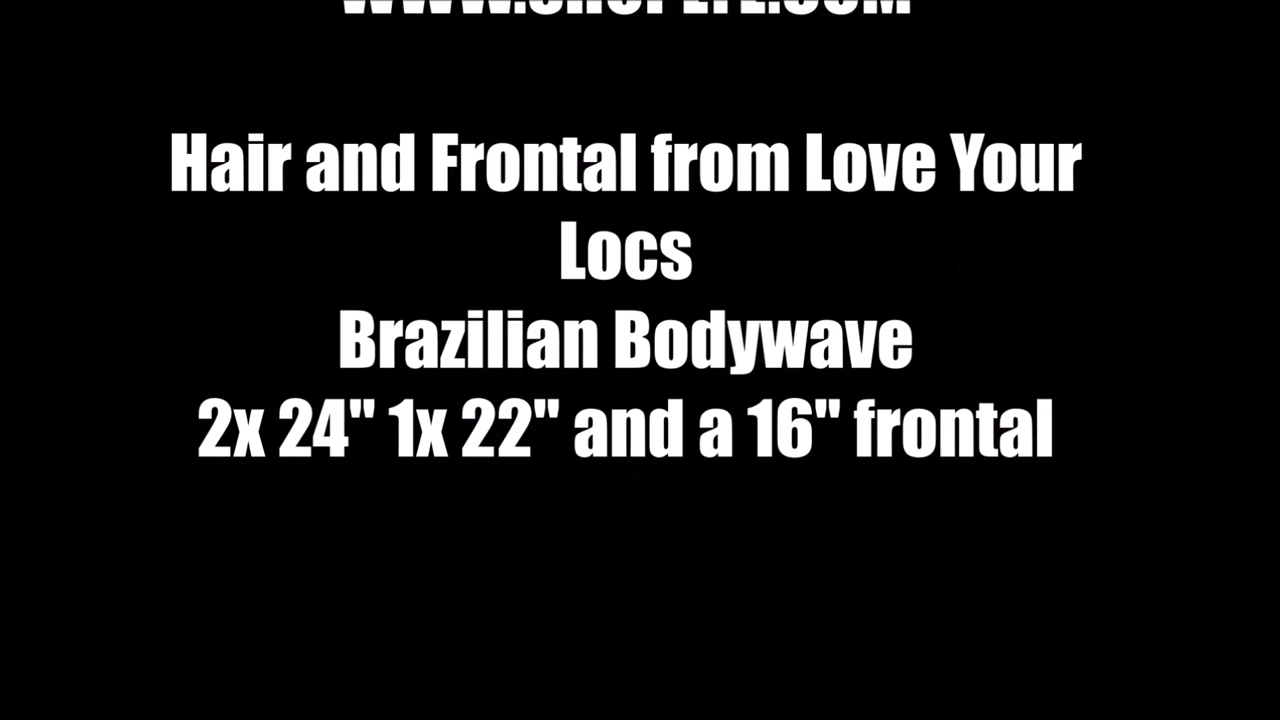 Hair and Frontal from Love Your
Locs
Brazilian Bodywave
2x 24" 1x 22" and a 16" frontal